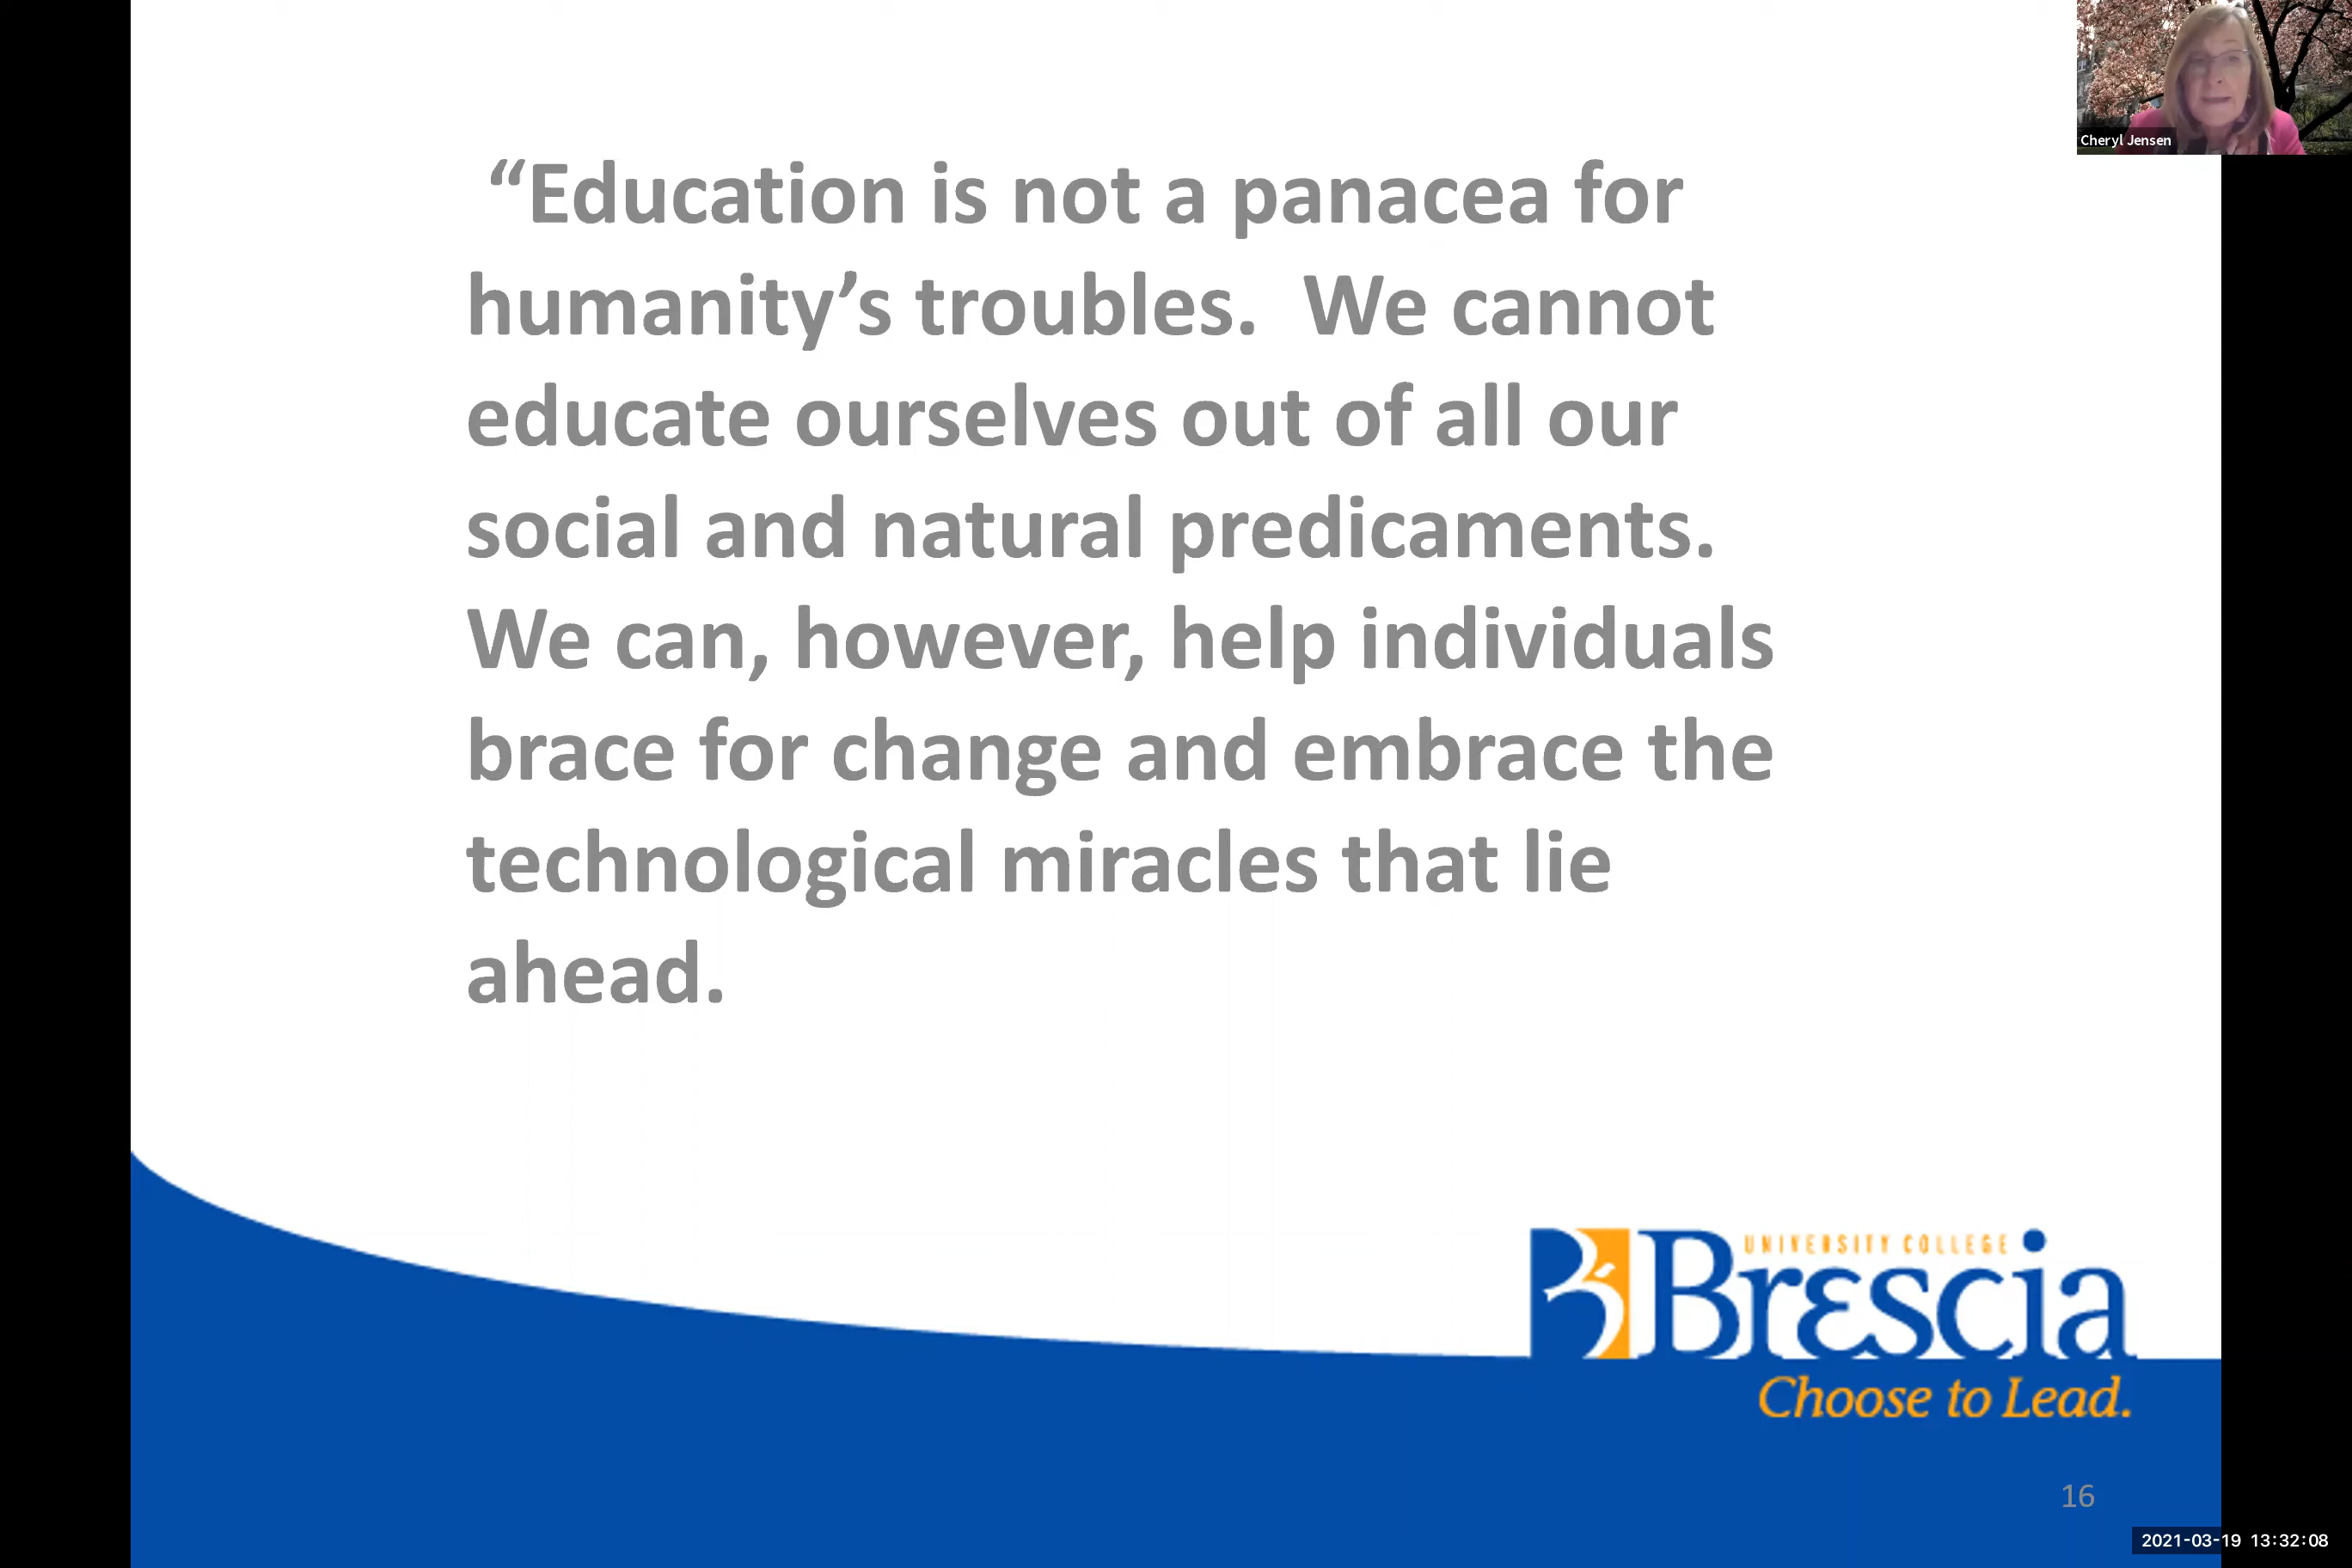 Cheryl Jensen
“Education is not a panacea for
humanity’s troubles.  We cannot
educate ourselves out of all our
social and natural predicaments.
We can, however, help individuals
brace for change and embrace the
technological miracles that lie
ahead.
UNIVERSITY COLLEGE
Brescia
Choose to Lead.
16
2021-03-19 13:32:08